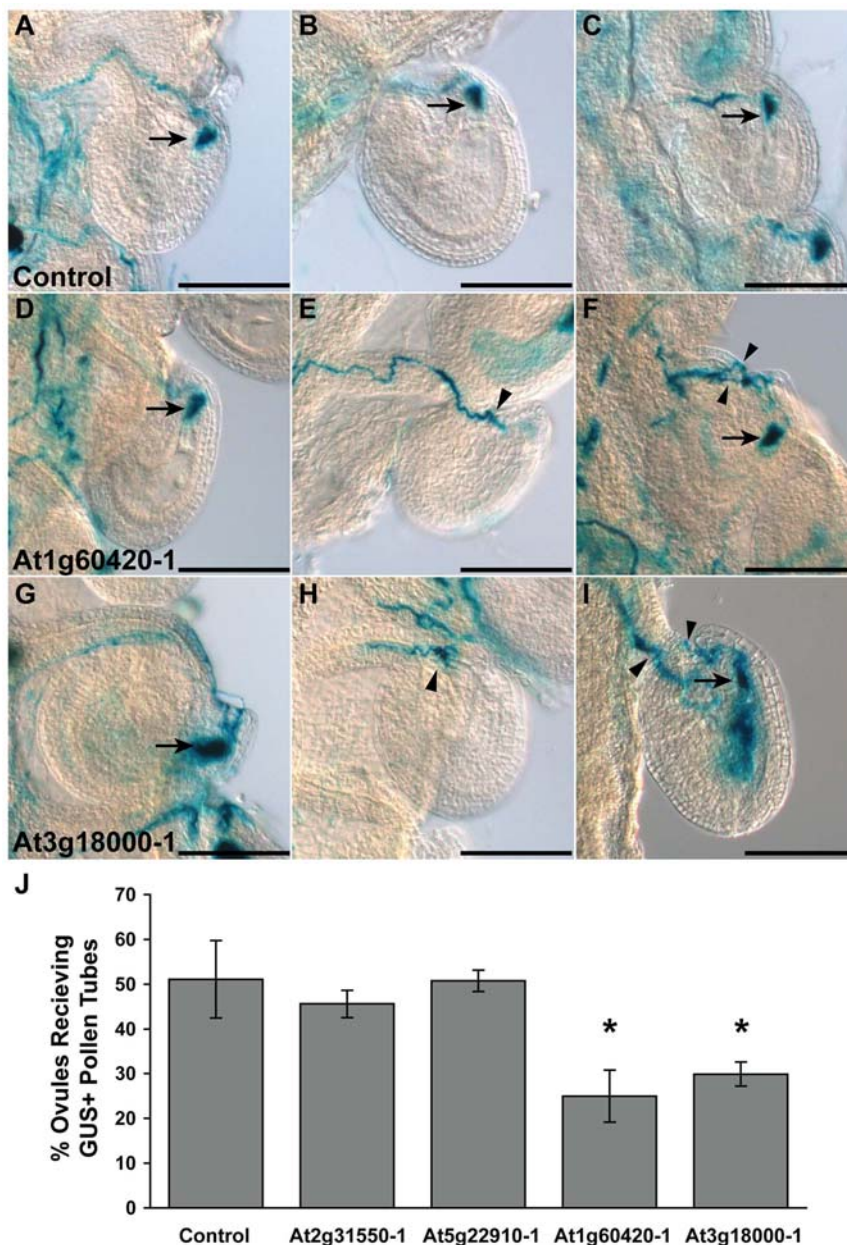 A
B
C
Control
D
E
F
At1g60420-1
G
H
I
At3g18000-1
J
% Ovules Recieving
GUS+ Pollen Tubes
70
60
50
40
30
20
10
0
* *
Control At2g31550-1 At5g22910-1 At1g60420-1 At3g18000-1